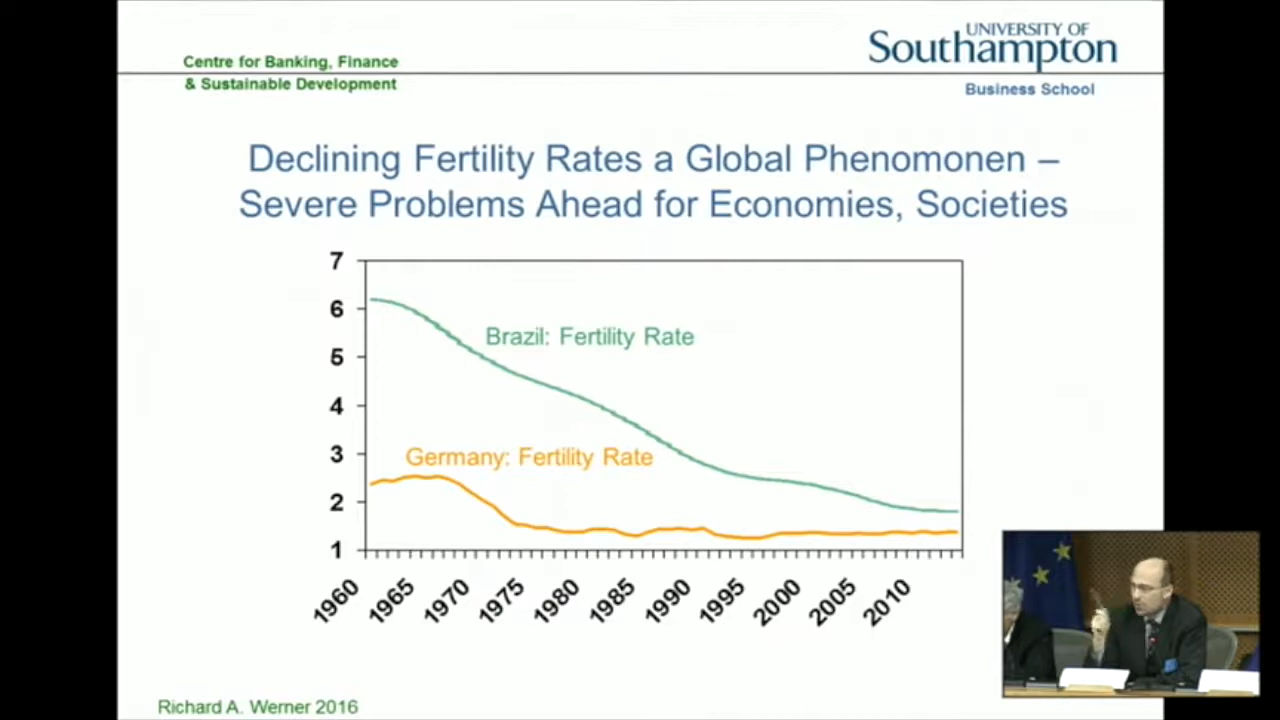 Centre for Banking, Finance
& Sustainable Development
UNIVERSITY OF
Southampton
Business School
Declining Fertility Rates a Global Phenomonen –
Severe Problems Ahead for Economies, Societies
7
6
5
4
3
2
1
Brazil: Fertility Rate
Germany: Fertility Rate
1960 1965 1970 1975 1980 1985 1990 1995 2000 2005 2010
Richard A. Werner 2016